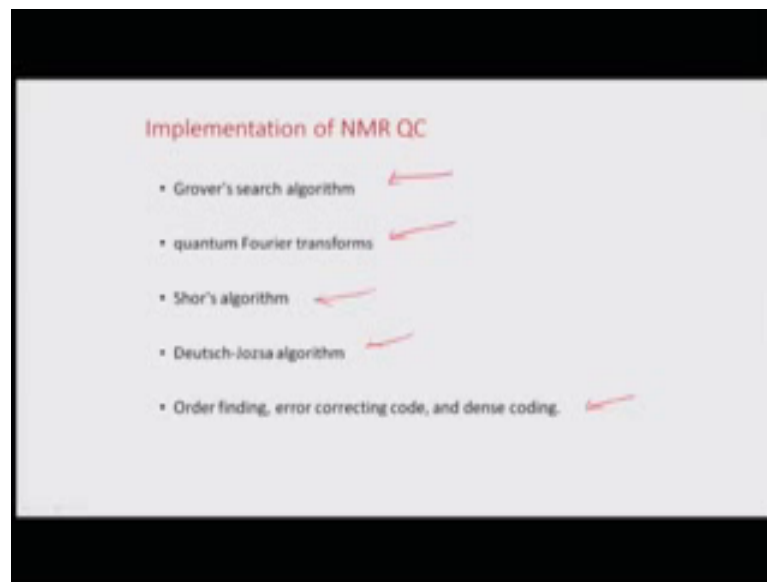 Implementation of NMR QC
• Grover's search algorithm
• quantum Fourier transforms
• Shor's algorithm
• Deutsch-Jozsa algorithm
• Order finding, error correcting code, and dense coding.